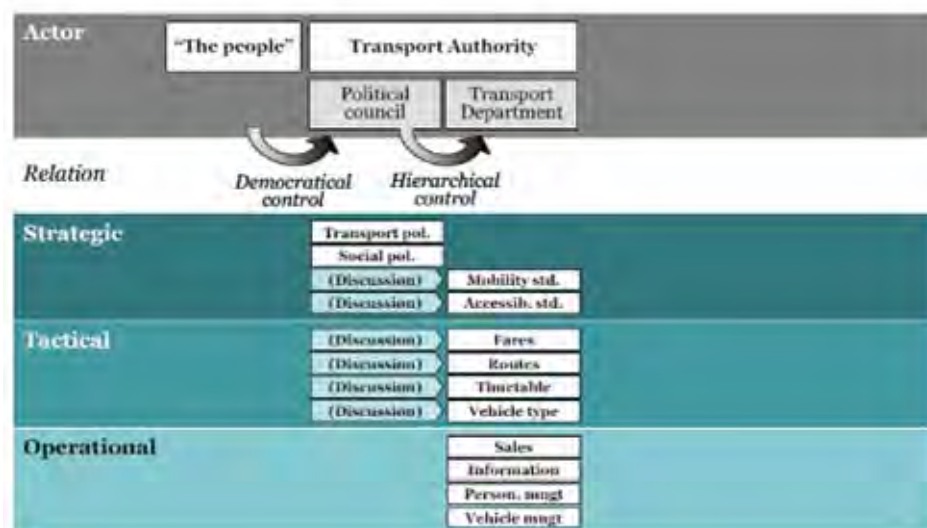 Actor
"The people"
Transport Authority
Political
council
Transport
Department
Relation
Democratical
control
Hierarchical
control
Strategic
Transport pol.
Social pol.
(Discussion)
Mobility std.
(Discussion)
Accessib. std.
Tactical
(Discussion)
Fares
(Discussion)
Routes
(Discussion)
Timetable
(Discussion)
Vehicle type
Operational
Sales
Information
Person. mngt
Vehicle mngt